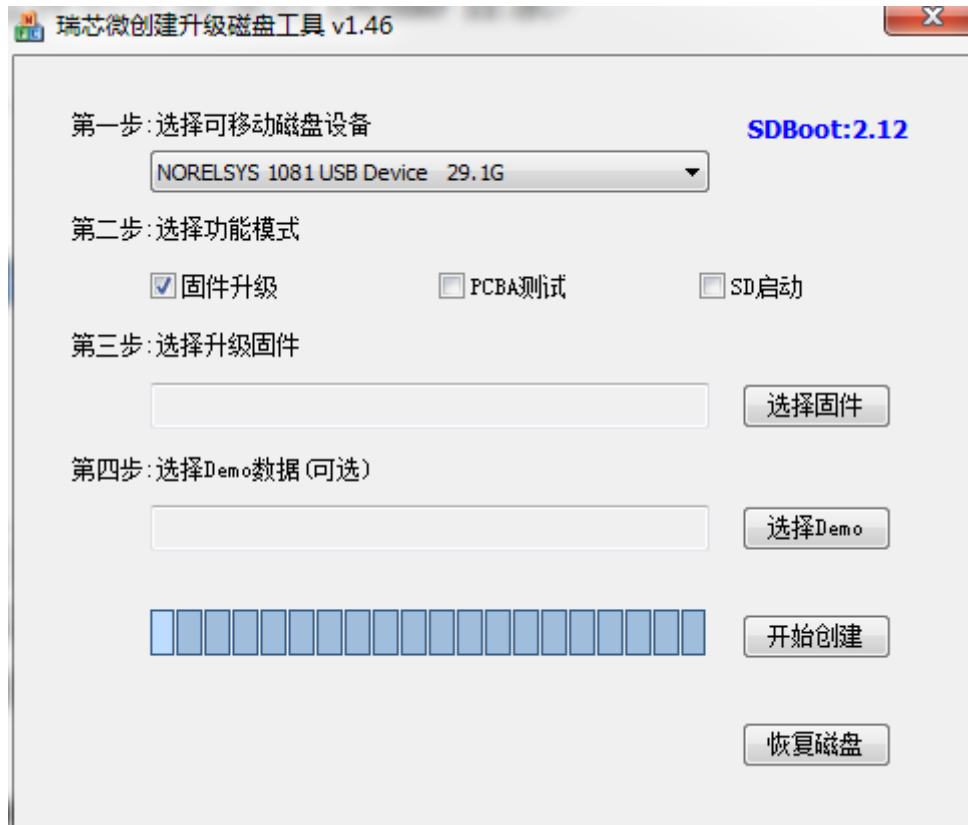 瑞芯微创建升级磁盘工具 v1.46
第一步:选择可移动磁盘设备
SDBoot:2.12
NORELSYS 1081 USB Device 29.1G
第二步:选择功能模式
固件升级 PCBA测试 SD启动
第三步:选择升级固件
选择固件
第四步:选择Demo数据(可选)
选择Demo
开始创建
恢复磁盘